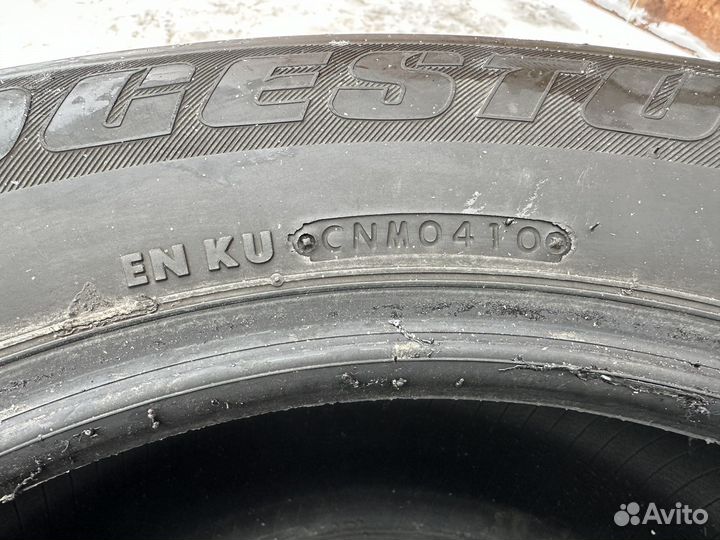 DGESTO
EN KU CNM0410
Avito